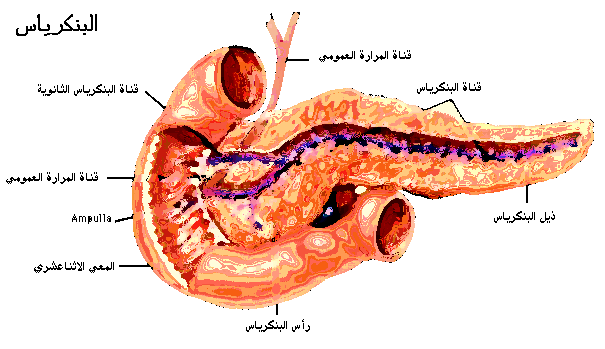 البنكرياس
قناة المرارة العمومي
قناة البنكرياس الثانوية
قناة البنكرياس
قناة المرارة العمومي
Ampulla
ذيل البنكرياس
المعي الاثناعشري
رأس البنكرياس